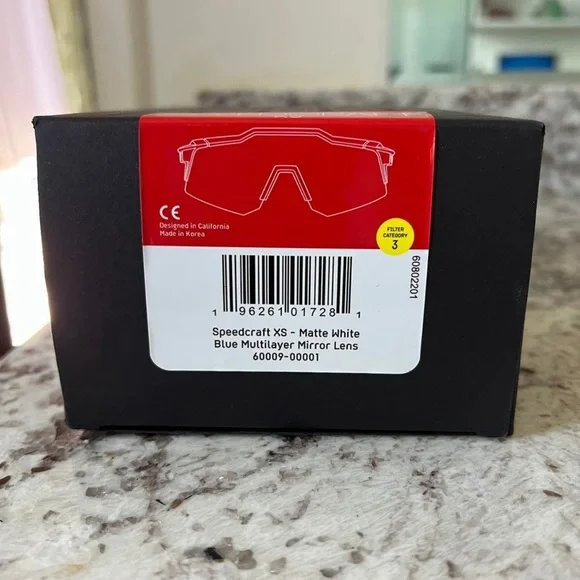 CE
Designed in California
Made in Korea
FILTER
CATEGORY
3
60802201
1 96261 01728 1
Speedcraft XS - Matte White
Blue Multilayer Mirror Lens
60009-00001